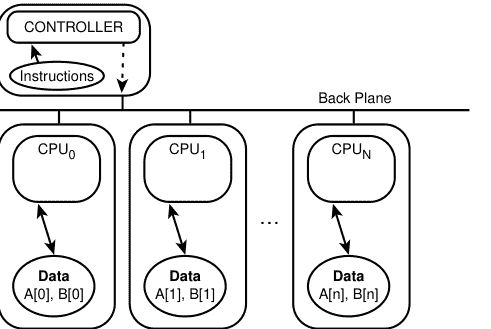 CONTROLLER
Instructions
Back Plane
CPU0
CPU1
CPUN
...
Data
A[0], B[0]
Data
A[1], B[1]
Data
A[n], B[n]